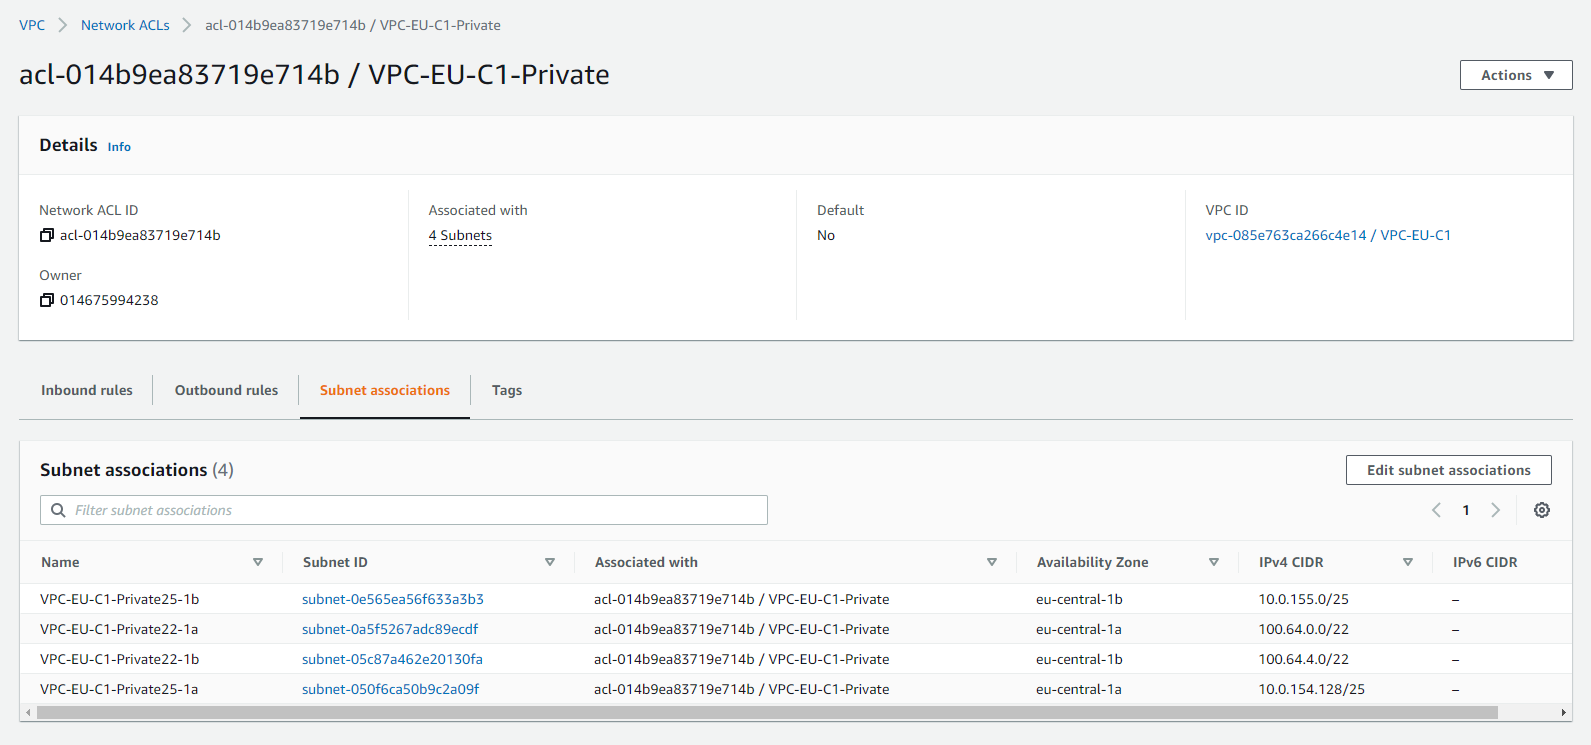 VPC > Network ACLs > acl-014b9ea83719e714b / VPC-EU-C1-Private
acl-014b9ea83719e714b / VPC-EU-C1-Private
Actions
Details Info
Network ACL ID
acl-014b9ea83719e714b
Associated with
4 Subnets
Default
No
VPC ID
vpc-085e763ca266c4e14 / VPC-EU-C1
Owner
014675994238
Inbound rules
Outbound rules
Subnet associations
Tags
Subnet associations (4)
Edit subnet associations
Filter subnet associations
1
Name Subnet ID Associated with Availability Zone IPv4 CIDR IPv6 CIDR
VPC-EU-C1-Private25-1b subnet-0e565ea56f633a3b3 acl-014b9ea83719e714b / VPC-EU-C1-Private eu-central-1b 10.0.155.0/25 –
VPC-EU-C1-Private22-1a subnet-0a5f5267adc89ecdf acl-014b9ea83719e714b / VPC-EU-C1-Private eu-central-1a 100.64.0.0/22 –
VPC-EU-C1-Private22-1b subnet-05c87a462e20130fa acl-014b9ea83719e714b / VPC-EU-C1-Private eu-central-1b 100.64.4.0/22 –
VPC-EU-C1-Private25-1a subnet-050f6ca50b9c2a09f acl-014b9ea83719e714b / VPC-EU-C1-Private eu-central-1a 10.0.154.128/25 –